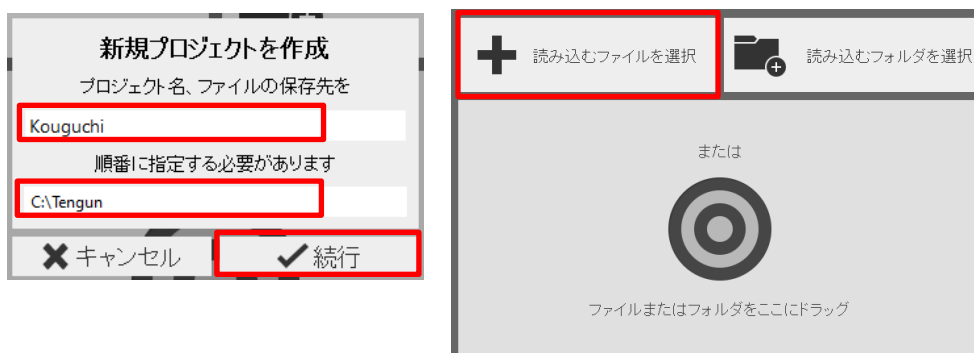 新規プロジェクトを作成
プロジェクト名、ファイルの保存先を
Kouguchi
順番に指定する必要があります
C:\Tengun
キャンセル
続行
読み込むファイルを選択
読み込むフォルダを選択
または
ファイルまたはフォルダをここにドラッグ